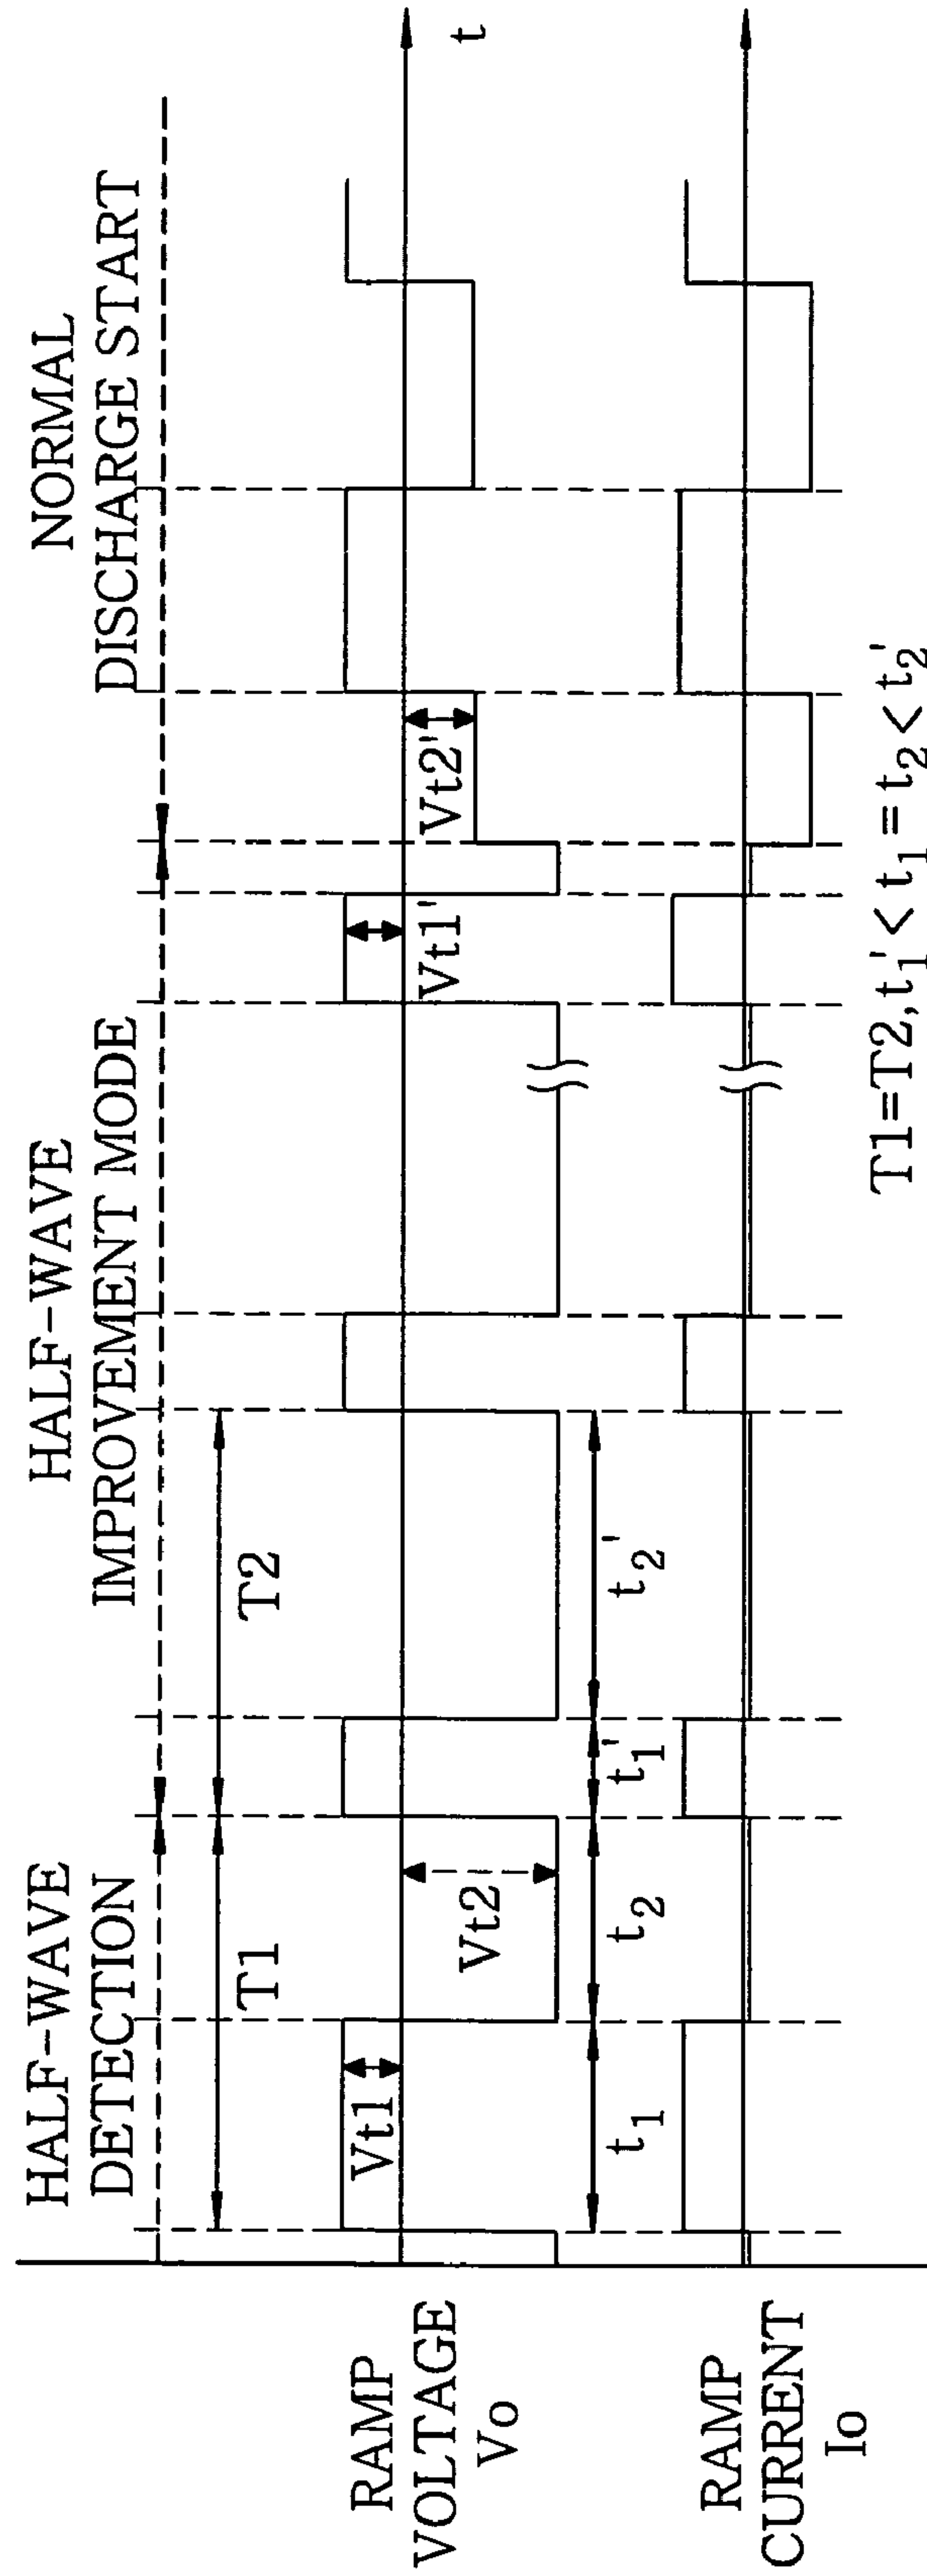 HALF-WAVE
DETECTION
HALF-WAVE
IMPROVEMENT MODE
NORMAL
DISCHARGE START
T1
T2
RAMP
VOLTAGE
Vo
Vt1
Vt2
Vt1'
Vt2'
t
t₁
t₂
t₁'
t₂'
RAMP
CURRENT
Io
T1=T2, t₁'< t₁ = t₂ < t₂'